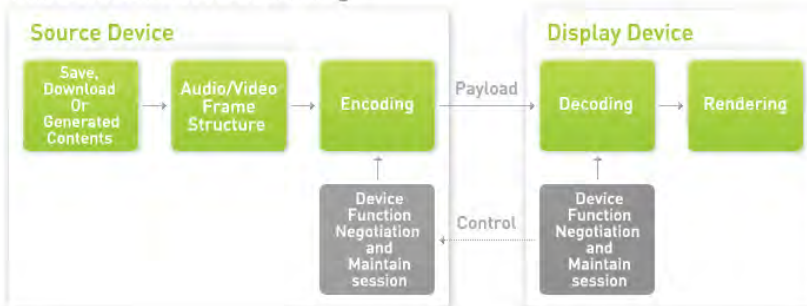 Source Device
Save,
Download
Or
Generated
Contents
Audio/Video
Frame
Structure
Encoding
Payload
Device
Function
Negotiation
and
Maintain
session
Control
Display Device
Decoding
Rendering
Device
Function
Negotiation
and
Maintain
session